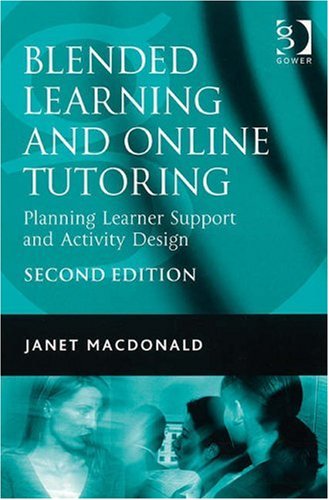 GOWER
BLENDED
LEARNING
AND ONLINE
TUTORING
Planning Learner Support
and Activity Design
SECOND EDITION
JANET MACDONALD